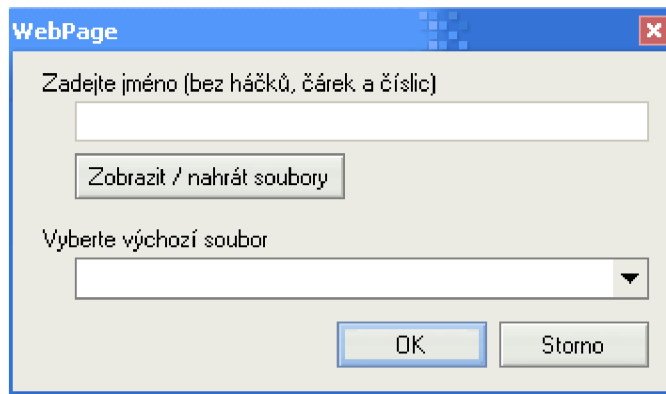 WebPage
Zadejte jméno (bez háčků, čárek a číslic)
Zobrazit / nahrát soubory
Vyberte výchozí soubor
OK Storno